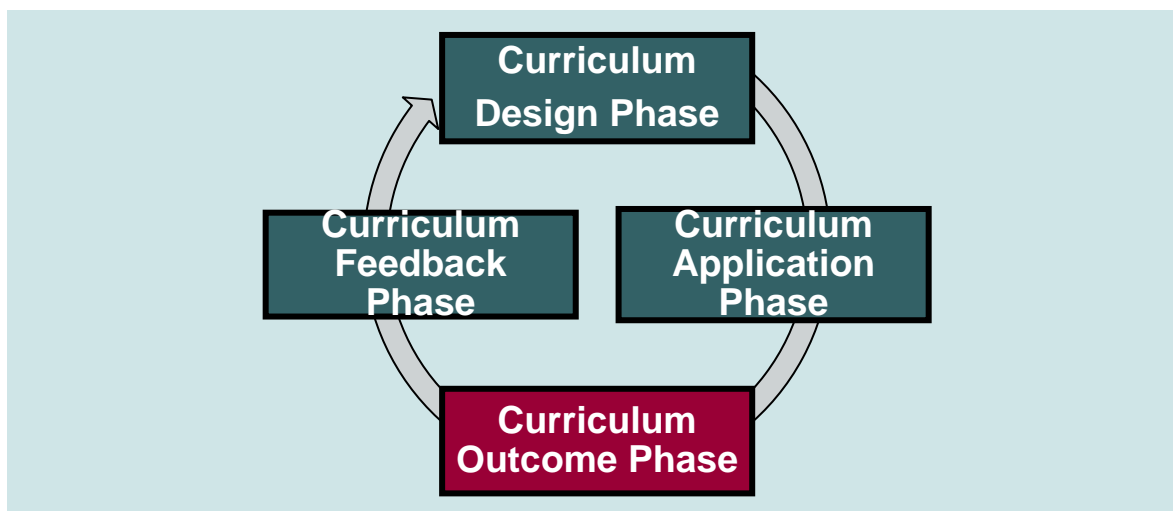 Curriculum
Design Phase
Curriculum
Feedback
Phase
Curriculum
Application
Phase
Curriculum
Outcome Phase